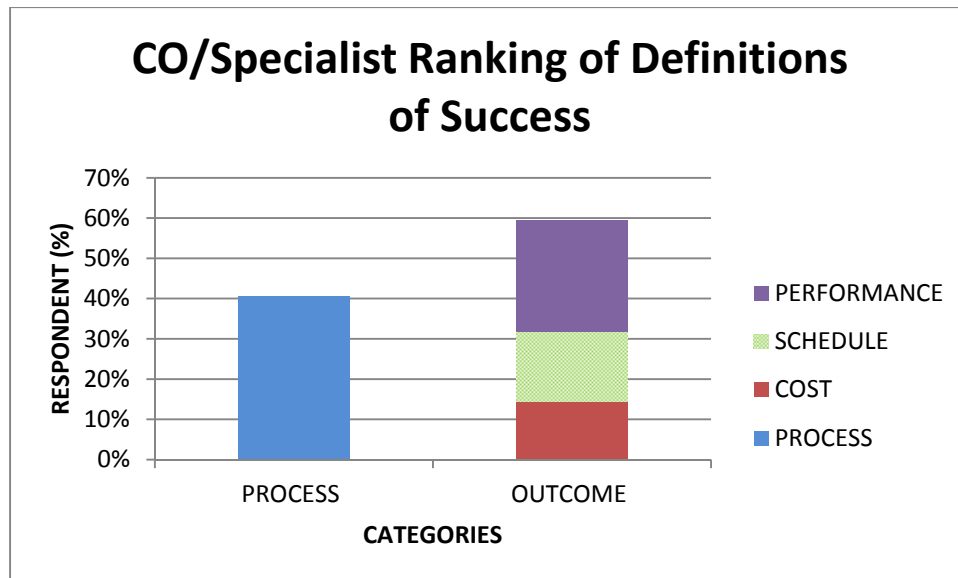 CO/Specialist Ranking of Definitions
of Success
70%
60%
50%
40%
30%
20%
10%
0%
RESPONDENT (%)
PROCESS
OUTCOME
CATEGORIES
PERFORMANCE
SCHEDULE
COST
PROCESS